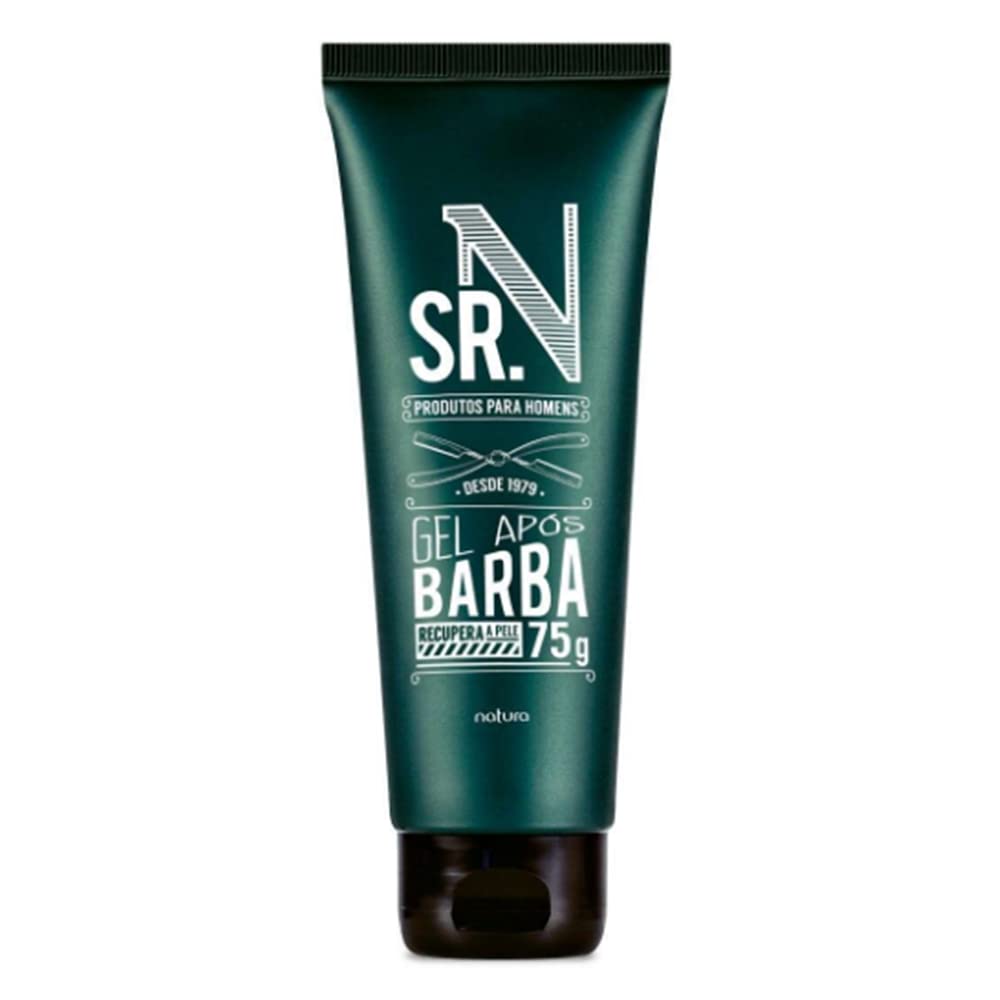 SR.N
PRODUTOS PARA HOMENS
• DESDE 1979 •
GEL APÓS
BARBA
RECUPERA A PELE 75g
natura